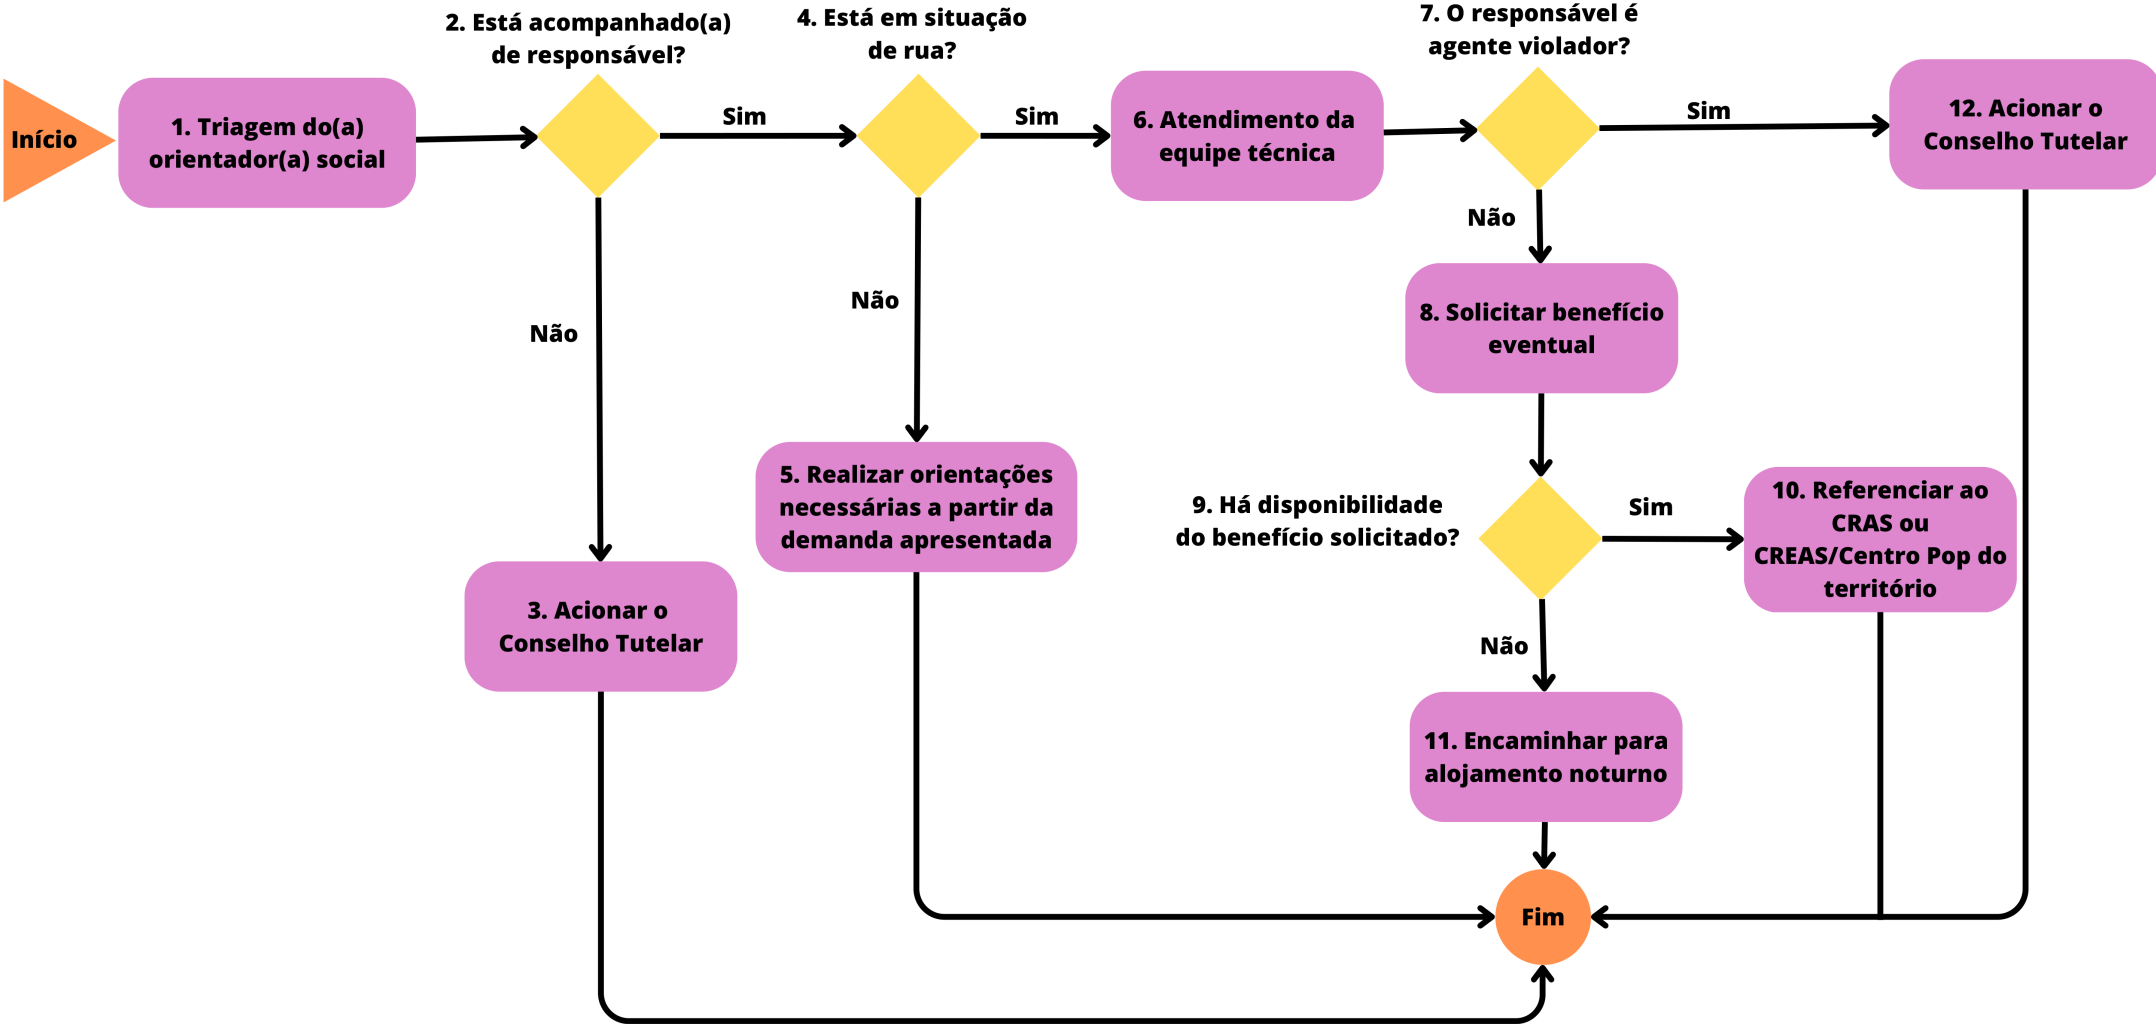 Início
1. Triagem do(a)
orientador(a) social
2. Está acompanhado(a)
de responsável?
Sim
Não
3. Acionar o
Conselho Tutelar
4. Está em situação
de rua?
Sim
Não
5. Realizar orientações
necessárias a partir da
demanda apresentada
6. Atendimento da
equipe técnica
7. O responsável é
agente violador?
Sim
Não
8. Solicitar benefício
eventual
9. Há disponibilidade
do benefício solicitado?
Sim
Não
10. Referenciar ao
CRAS ou
CREAS/Centro Pop do
território
11. Encaminhar para
alojamento noturno
12. Acionar o
Conselho Tutelar
Fim